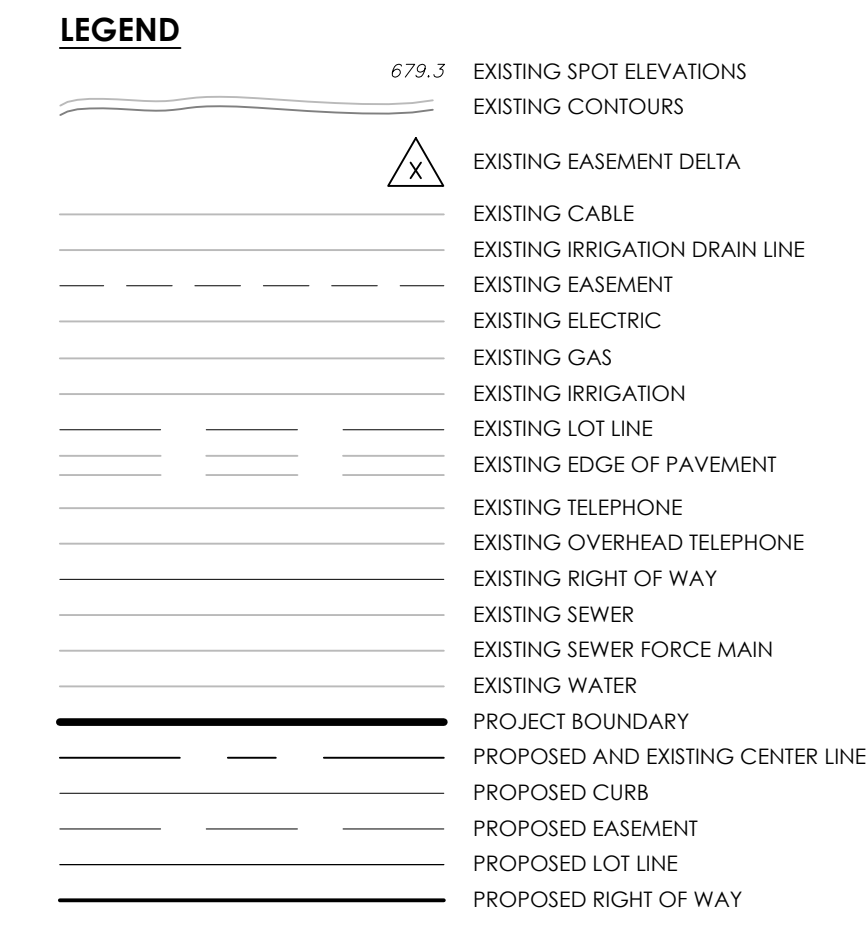 LEGEND
679.3 EXISTING SPOT ELEVATIONS
EXISTING CONTOURS
X EXISTING EASEMENT DELTA
EXISTING CABLE
EXISTING IRRIGATION DRAIN LINE
EXISTING EASEMENT
EXISTING ELECTRIC
EXISTING GAS
EXISTING IRRIGATION
EXISTING LOT LINE
EXISTING EDGE OF PAVEMENT
EXISTING TELEPHONE
EXISTING OVERHEAD TELEPHONE
EXISTING RIGHT OF WAY
EXISTING SEWER
EXISTING SEWER FORCE MAIN
EXISTING WATER
PROJECT BOUNDARY
PROPOSED AND EXISTING CENTER LINE
PROPOSED CURB
PROPOSED EASEMENT
PROPOSED LOT LINE
PROPOSED RIGHT OF WAY